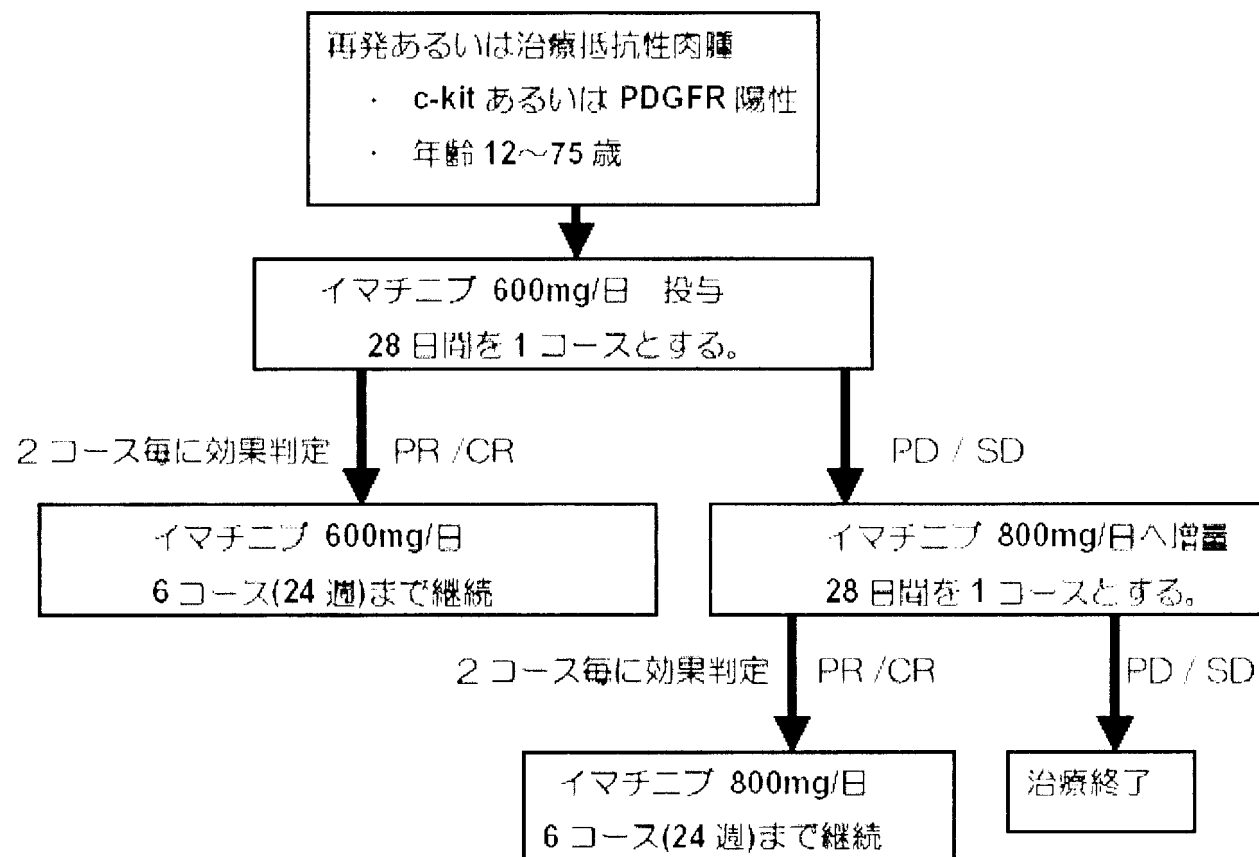 再発あるいは治療抵抗性肉腫
・ c-kit あるいは PDGFR 陽性
・ 年齢 12～75 歳
イマチニブ 600mg/日 投与
28 日間を 1 コースとする。
2 コース毎に効果判定 PR /CR
PD / SD
イマチニブ 600mg/日
6 コース(24 週)まで継続
イマチニブ 800mg/日へ増量
28 日間を 1 コースとする。
2 コース毎に効果判定 PR /CR
PD / SD
イマチニブ 800mg/日
6 コース(24 週)まで継続
治療終了